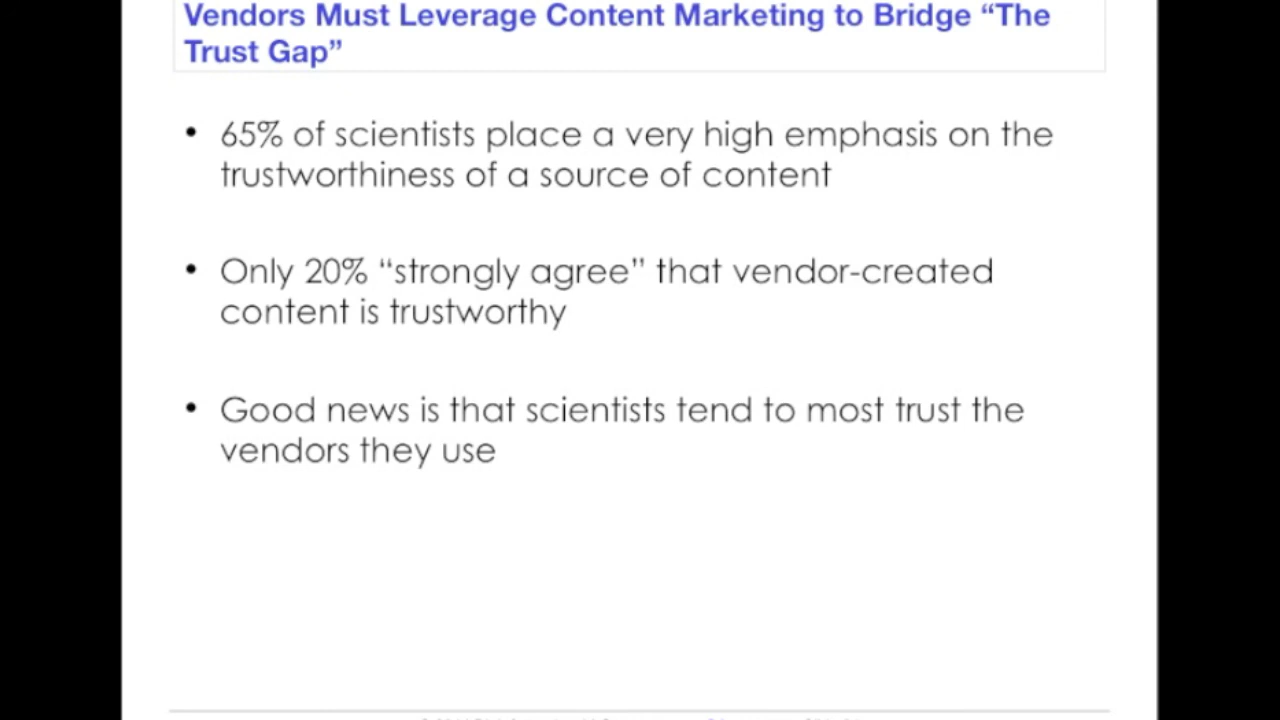 Vendors Must Leverage Content Marketing to Bridge “The
Trust Gap”
• 65% of scientists place a very high emphasis on the
trustworthiness of a source of content
• Only 20% “strongly agree” that vendor-created
content is trustworthy
• Good news is that scientists tend to most trust the
vendors they use